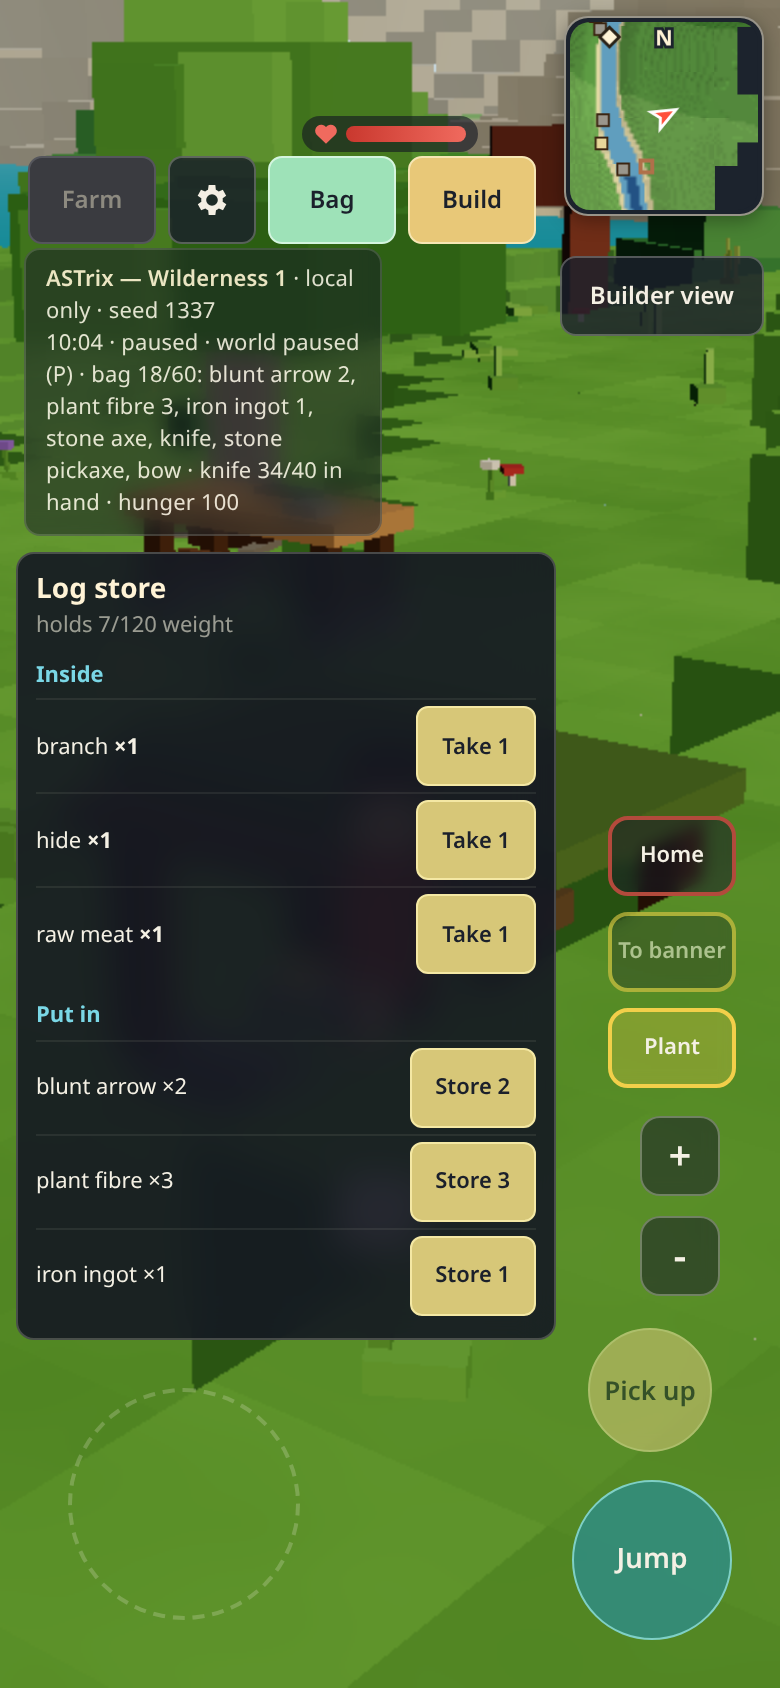 N
Farm
Bag
Build
ASTrix — Wilderness 1 · local
only · seed 1337
10:04 · paused · world paused
(P) · bag 18/60: blunt arrow 2,
plant fibre 3, iron ingot 1,
stone axe, knife, stone
pickaxe, bow · knife 34/40 in
hand · hunger 100
Builder view
Log store
holds 7/120 weight
Inside
branch ×1
Take 1
hide ×1
Take 1
raw meat ×1
Take 1
Put in
blunt arrow ×2
Store 2
plant fibre ×3
Store 3
iron ingot ×1
Store 1
Home
To banner
Plant
+
-
Pick up
Jump